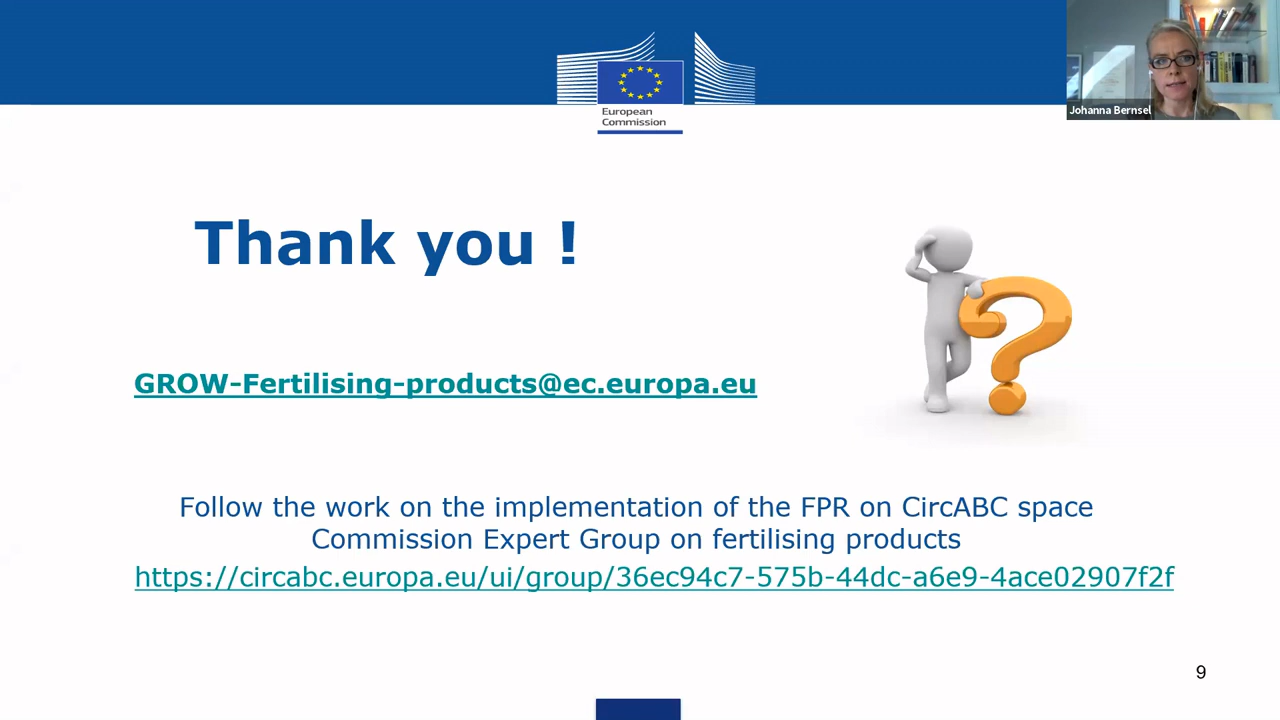 European
Commission
Johanna Bernsel
Thank you !
GROW-Fertilising-products@ec.europa.eu
Follow the work on the implementation of the FPR on CircABC space
Commission Expert Group on fertilising products
https://circabc.europa.eu/ui/group/36ec94c7-575b-44dc-a6e9-4ace02907f2f
9